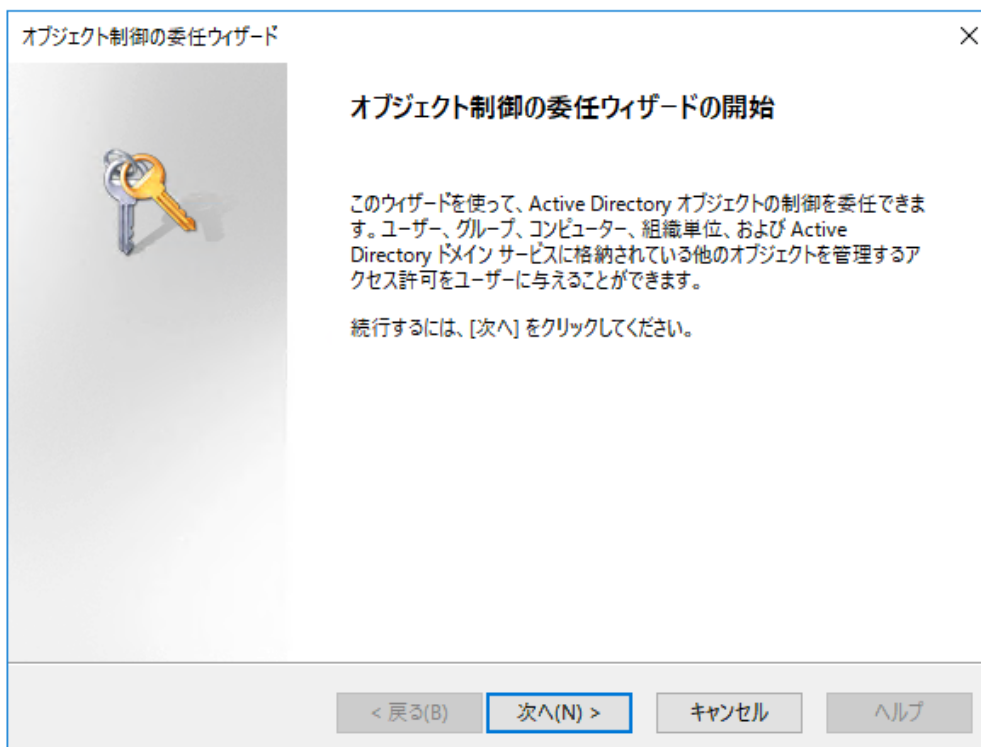 オブジェクト制御の委任ウィザード
オブジェクト制御の委任ウィザードの開始
このウィザードを使って、Active Directory オブジェクトの制御を委任できま
す。ユーザー、グループ、コンピューター、組織単位、および Active
Directory ドメイン サービスに格納されている他のオブジェクトを管理するア
クセス許可をユーザーに与えることができます。
続行するには、[次へ] をクリックしてください。
< 戻る(B)
次へ(N) >
キャンセル
ヘルプ